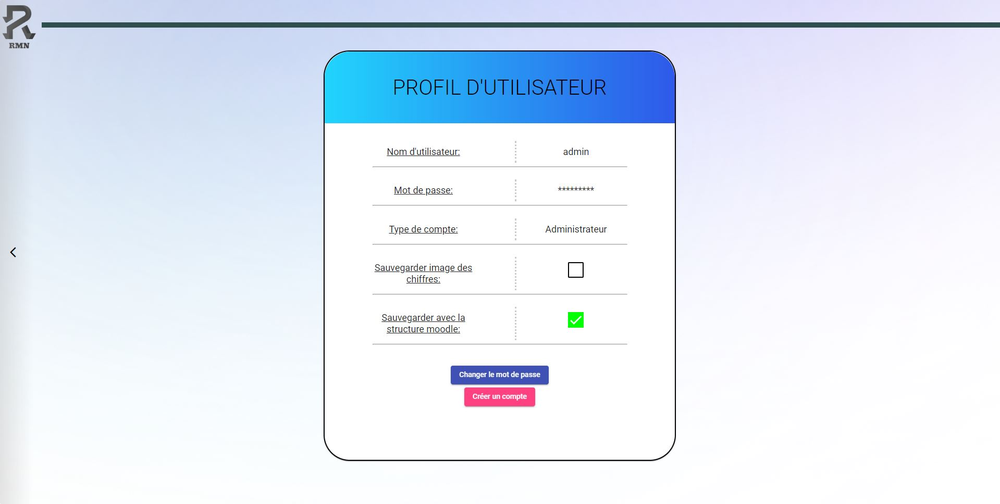 RMN
PROFIL D'UTILISATEUR
Nom d'utilisateur:
admin
Mot de passe:
*********
Type de compte:
Administrateur
Sauvegarder image des
chiffres:
Sauvegarder avec la
structure moodle:
Changer le mot de passe
Créer un compte